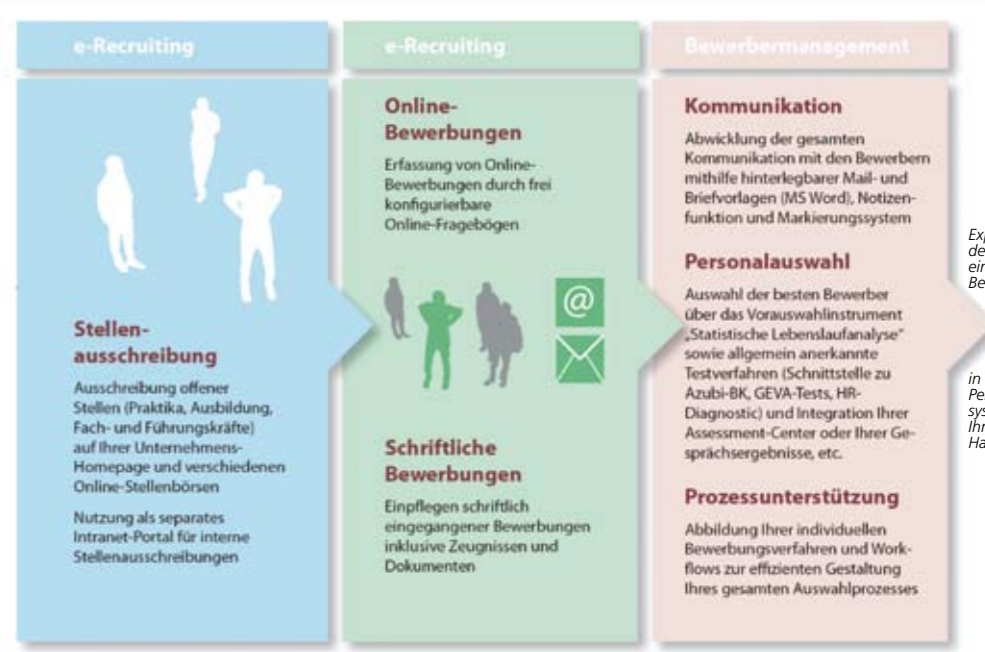 e-Recruiting
Stellen-
ausschreibung
Ausschreibung offener
Stellen (Praktika, Ausbildung,
Fach- und Führungskräfte)
auf Ihrer Unternehmens-
Homepage und verschiedenen
Online-Stellenbörsen
Nutzung als separates
Intranet-Portal für interne
Stellenausschreibungen
e-Recruiting
Online-
Bewerbungen
Erfassung von Online-
Bewerbungen durch frei
konfigurierbare
Online-Fragebögen
@
Schriftliche
Bewerbungen
Einpflegen schriftlich
eingegangener Bewerbungen
inklusive Zeugnissen und
Dokumenten
Bewerbermanagement
Kommunikation
Abwicklung der gesamten
Kommunikation mit den Bewerbern
mithilfe hinterlegbarer Mail- und
Briefvorlagen (MS Word), Notizen-
funktion und Markierungssystem
Personalauswahl
Auswahl der besten Bewerber
über das Vorauswahlinstrument
„Statistische Lebenslaufanalyse“
sowie allgemein anerkannte
Testverfahren (Schnittstelle zu
Azubi-BK, GEVA-Tests, HR-
Diagnostic) und Integration Ihrer
Assessment-Center oder Ihrer Ge-
sprächsergebnisse, etc.
Prozessunterstützung
Abbildung Ihrer individuellen
Bewerbungsverfahren und Work-
flows zur effizienten Gestaltung
Ihres gesamten Auswahlprozesses
in